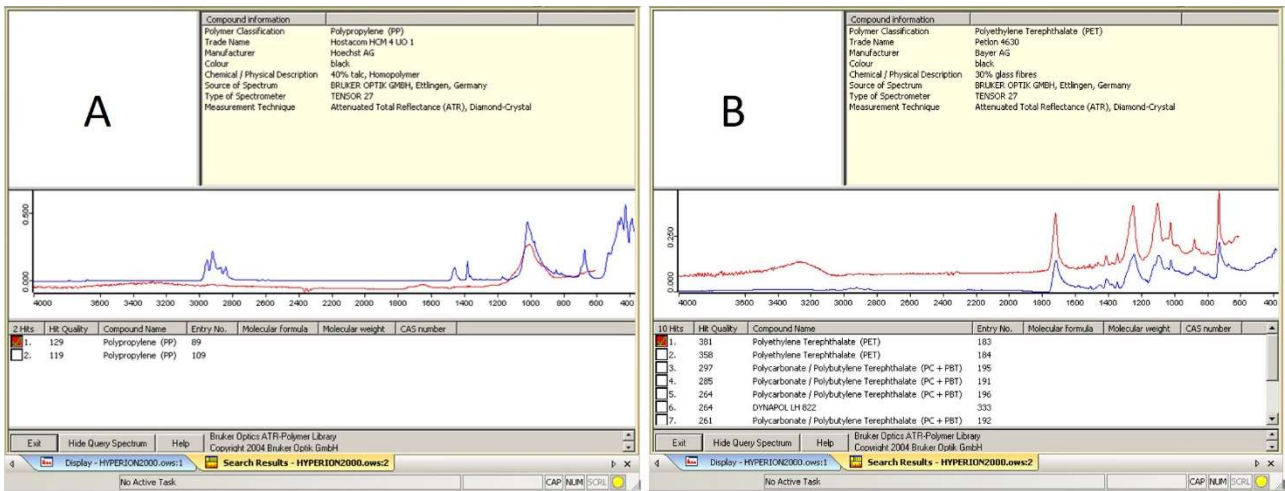 A
Compound information
Polymer Classification Polypropylene (PP)
Trade Name Hostacom HCM 4 UO 1
Manufacturer Hoechst AG
Colour black
Chemical / Physical Description 40% talc, Homopolymer
Source of Spectrum BRUKER OPTIK GMBH, Ettlingen, Germany
Type of Spectrometer TENSOR 27
Measurement Technique Attenuated Total Reflectance (ATR), Diamond-Crystal
0.500
0.000
4000 3600 3200 2800 2400 2000 1800 1600 1400 1200 1000 800 600 400
2 Hits Hit Quality Compound Name Entry No. Molecular formula Molecular weight CAS number
1. 129 Polypropylene (PP) 89
2. 119 Polypropylene (PP) 109
Exit Hide Query Spectrum Help Bruker Optics ATR-Polymer Library
Copyright 2004 Bruker Optik GmbH
Display - HYPERION2000.ows:1 Search Results - HYPERION2000.ows:2
No Active Task CAP NUM SCRL
B
Compound information
Polymer Classification Polyethylene Terephthalate (PET)
Trade Name Petlon 4630
Manufacturer Bayer AG
Colour black
Chemical / Physical Description 30% glass fibres
Source of Spectrum BRUKER OPTIK GMBH, Ettlingen, Germany
Type of Spectrometer TENSOR 27
Measurement Technique Attenuated Total Reflectance (ATR), Diamond-Crystal
0.250
0.000
4000 3600 3200 2800 2400 2000 1800 1600 1400 1200 1000 800 600 400
10 Hits Hit Quality Compound Name Entry No. Molecular formula Molecular weight CAS number
1. 381 Polyethylene Terephthalate (PET) 183
2. 358 Polyethylene Terephthalate (PET) 184
3. 297 Polycarbonate / Polybutylene Terephthalate (PC + PBT) 195
4. 285 Polycarbonate / Polybutylene Terephthalate (PC + PBT) 191
5. 264 Polycarbonate / Polybutylene Terephthalate (PC + PBT) 196
6. 264 DYNAPOL LH 822 333
7. 261 Polycarbonate / Polybutylene Terephthalate (PC + PBT) 192
Exit Hide Query Spectrum Help Bruker Optics ATR-Polymer Library
Copyright 2004 Bruker Optik GmbH
Display - HYPERION2000.ows:1 Search Results - HYPERION2000.ows:2
No Active Task CAP NUM SCRL